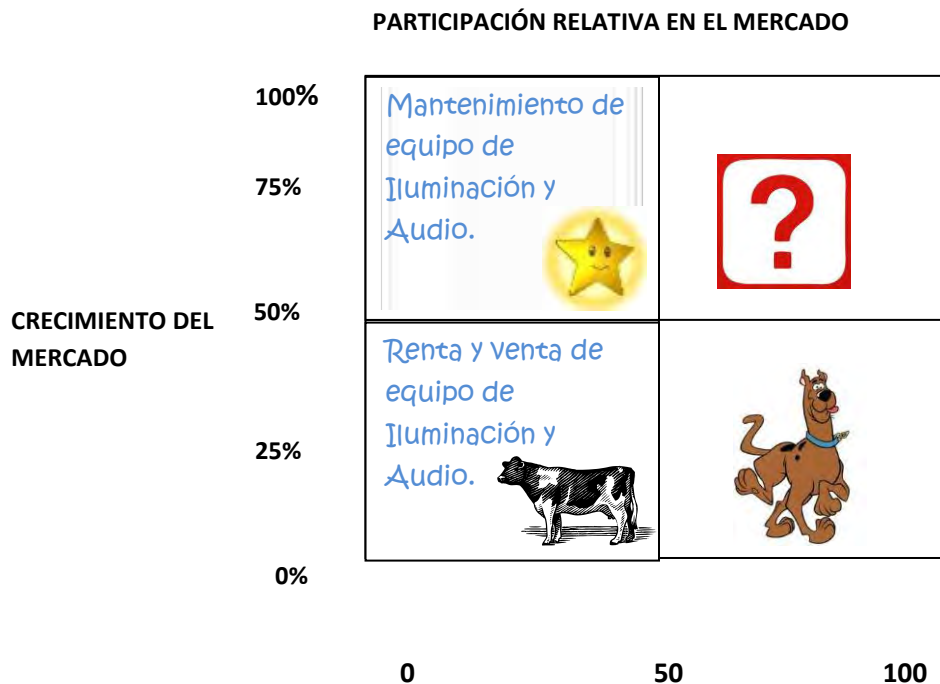 PARTICIPACIÓN RELATIVA EN EL MERCADO
100%
Mantenimiento de
equipo de
Iluminación y
Audio.
75%
?
50%
CRECIMIENTO DEL
MERCADO
Renta y venta de
equipo de
Iluminación y
Audio.
25%
0%
0 50 100